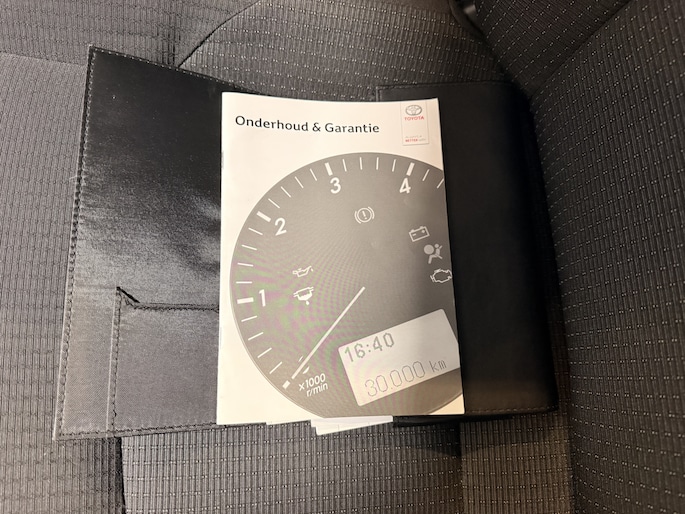 Onderhoud & Garantie
TOYOTA
3
4
2
1
16:40
30.000 km
x1000
r/min